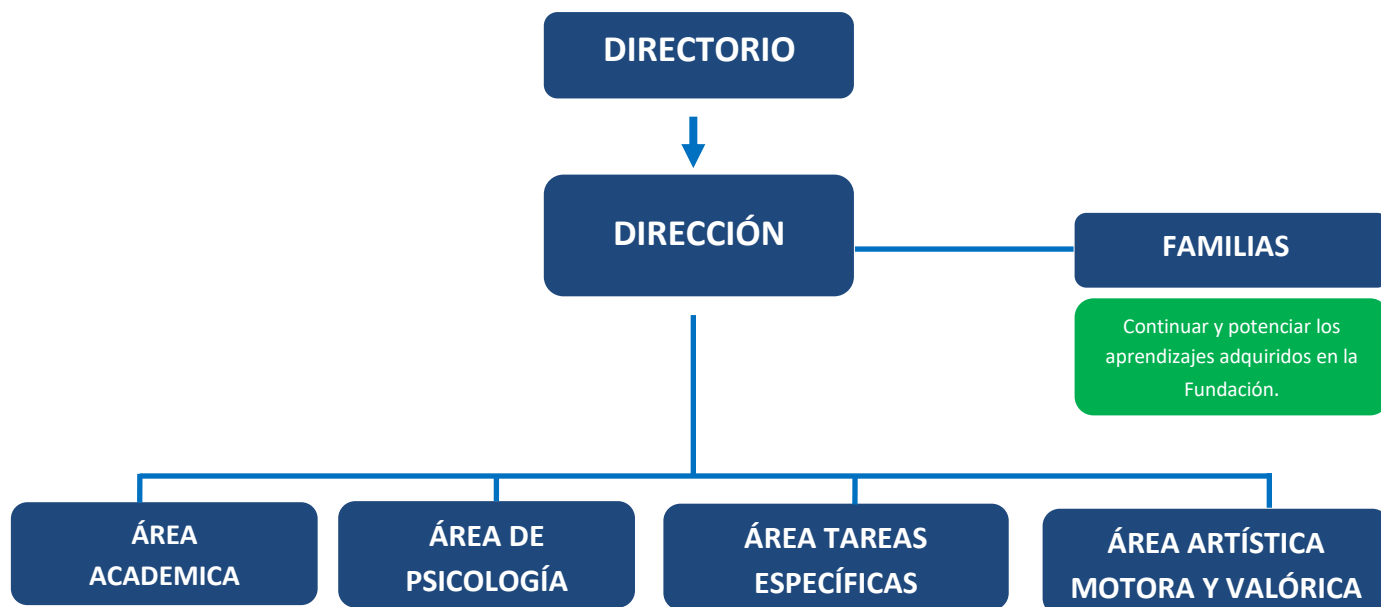 DIRECTORIO
DIRECCIÓN
FAMILIAS
Continuar y potenciar los
aprendizajes adquiridos en la
Fundación.
ÁREA
ACADEMICA
ÁREA DE
PSICOLOGÍA
ÁREA TAREAS
ESPECÍFICAS
ÁREA ARTÍSTICA
MOTORA Y VALÓRICA